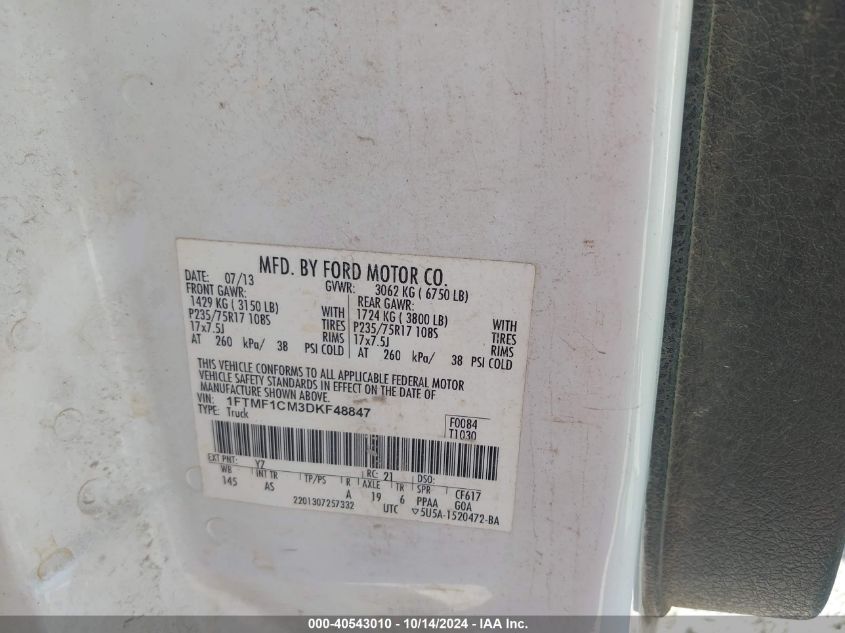 MFD. BY FORD MOTOR CO.
DATE: 07/13 GVWR: 3062 KG ( 6750 LB)
FRONT GAWR: REAR GAWR:
1429 KG ( 3150 LB) WITH 1724 KG ( 3800 LB) WITH
P235/75R17 108S TIRES P235/75R17 108S TIRES
17x7.5J RIMS 17x7.5J RIMS
AT 260 kPa/ 38 PSI COLD AT 260 kPa/ 38 PSI COLD
THIS VEHICLE CONFORMS TO ALL APPLICABLE FEDERAL MOTOR
VEHICLE SAFETY STANDARDS IN EFFECT ON THE DATE OF
MANUFACTURE SHOWN ABOVE.
VIN: 1FTMF1CM3DKF48847
TYPE: Truck
F0084
T1030
EXT PNT: YZ RC: 21 DSO:
WB INT TR TP/PS R AXLE TR SPR CF617
145 AS A 19 6 PPAA GOA
2201307257332 UTC ▽5U5A-1520472-BA
000-40543010 - 10/14/2024 - IAA Inc.